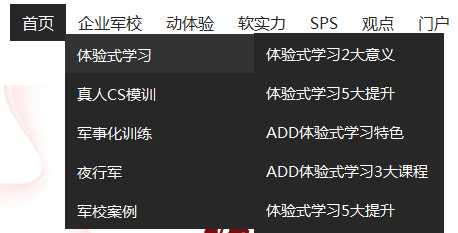 首页 企业军校 动体验 软实力 SPS 观点 门户
体验式学习
真人CS模训
军事化训练
夜行军
军校案例
体验式学习2大意义
体验式学习5大提升
ADD体验式学习特色
ADD体验式学习3大课程
体验式学习5大提升